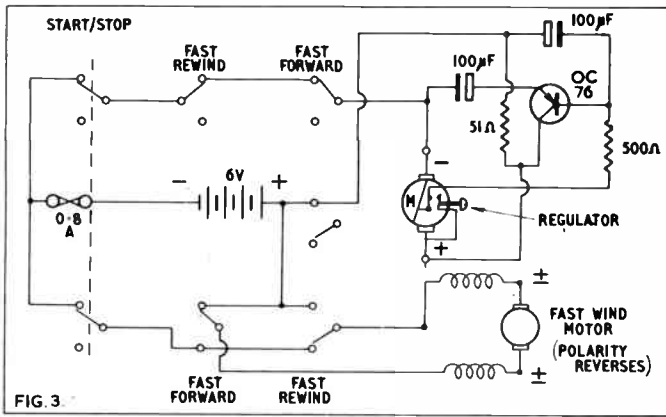 START/STOP
FAST
REWIND
FAST
FORWARD
100µF
100µF
OC
76
51Ω
500Ω
−
6V
+
−
0·8
A
M
REGULATOR
+
±
FAST WIND
MOTOR
(POLARITY
REVERSES)
±
FAST
FORWARD
FAST
REWIND
FIG.3.